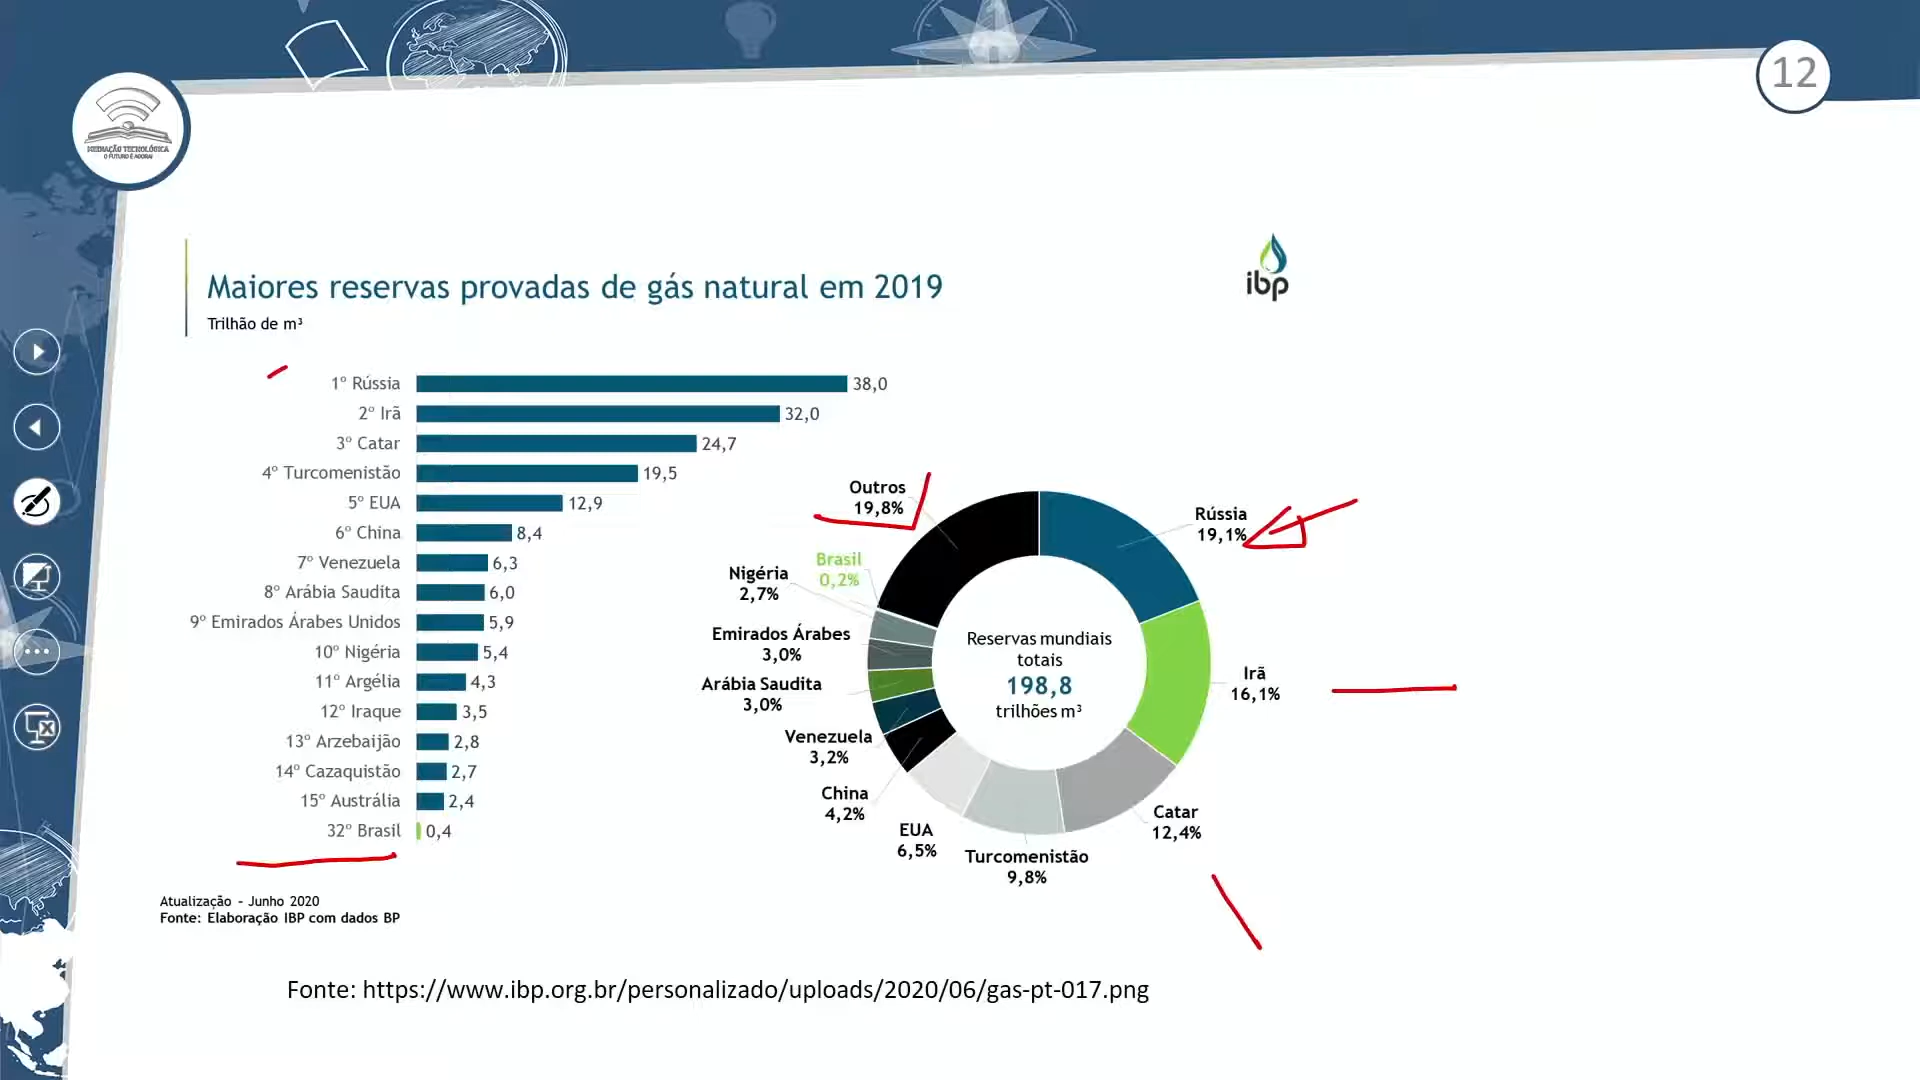 12
MEDIAÇÃO TECNOLÓGICA
O FUTURO É AGORA!
Maiores reservas provadas de gás natural em 2019
Trilhão de m³
ibp
1º Rússia 38,0
2º Irã 32,0
3º Catar 24,7
4º Turcomenistão 19,5
5º EUA 12,9
6º China 8,4
7º Venezuela 6,3
8º Arábia Saudita 6,0
9º Emirados Árabes Unidos 5,9
10º Nigéria 5,4
11º Argélia 4,3
12º Iraque 3,5
13º Arzebaijão 2,8
14º Cazaquistão 2,7
15º Austrália 2,4
32º Brasil 0,4
Outros
19,8%
Rússia
19,1%
Brasil
0,2%
Nigéria
2,7%
Emirados Árabes
3,0%
Arábia Saudita
3,0%
Venezuela
3,2%
China
4,2%
EUA
6,5%
Turcomenistão
9,8%
Catar
12,4%
Irã
16,1%
Reservas mundiais
totais
198,8
trilhões m³
Atualização - Junho 2020
Fonte: Elaboração IBP com dados BP
Fonte: https://www.ibp.org.br/personalizado/uploads/2020/06/gas-pt-017.png